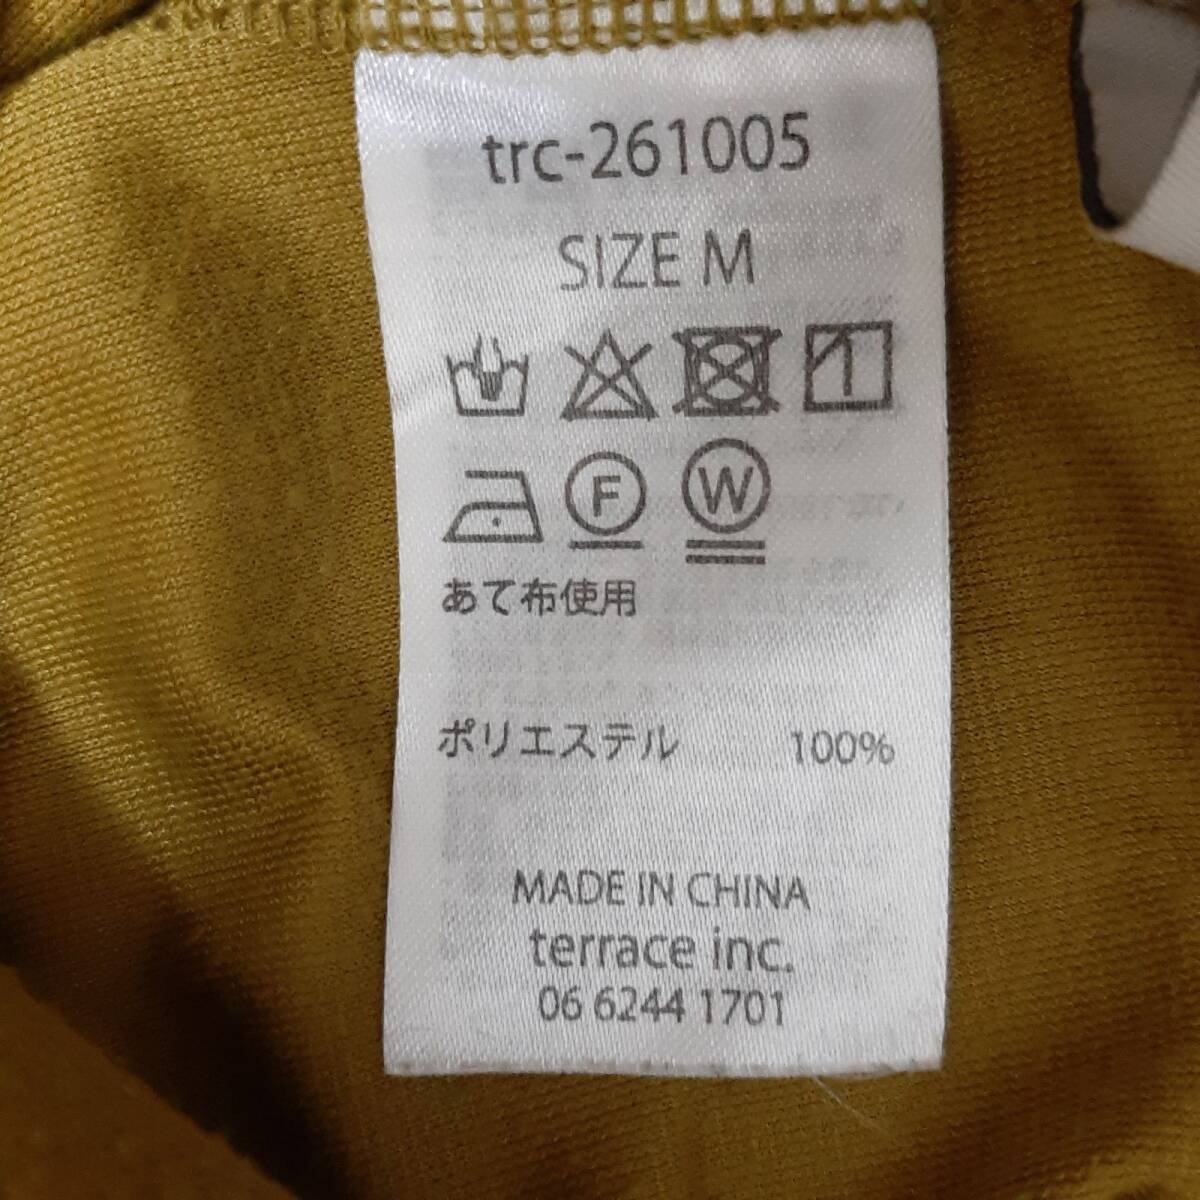 trc-261005
SIZE M
F W
あて布使用
ポリエステル 100%
MADE IN CHINA
terrace inc.
06 6244 1701